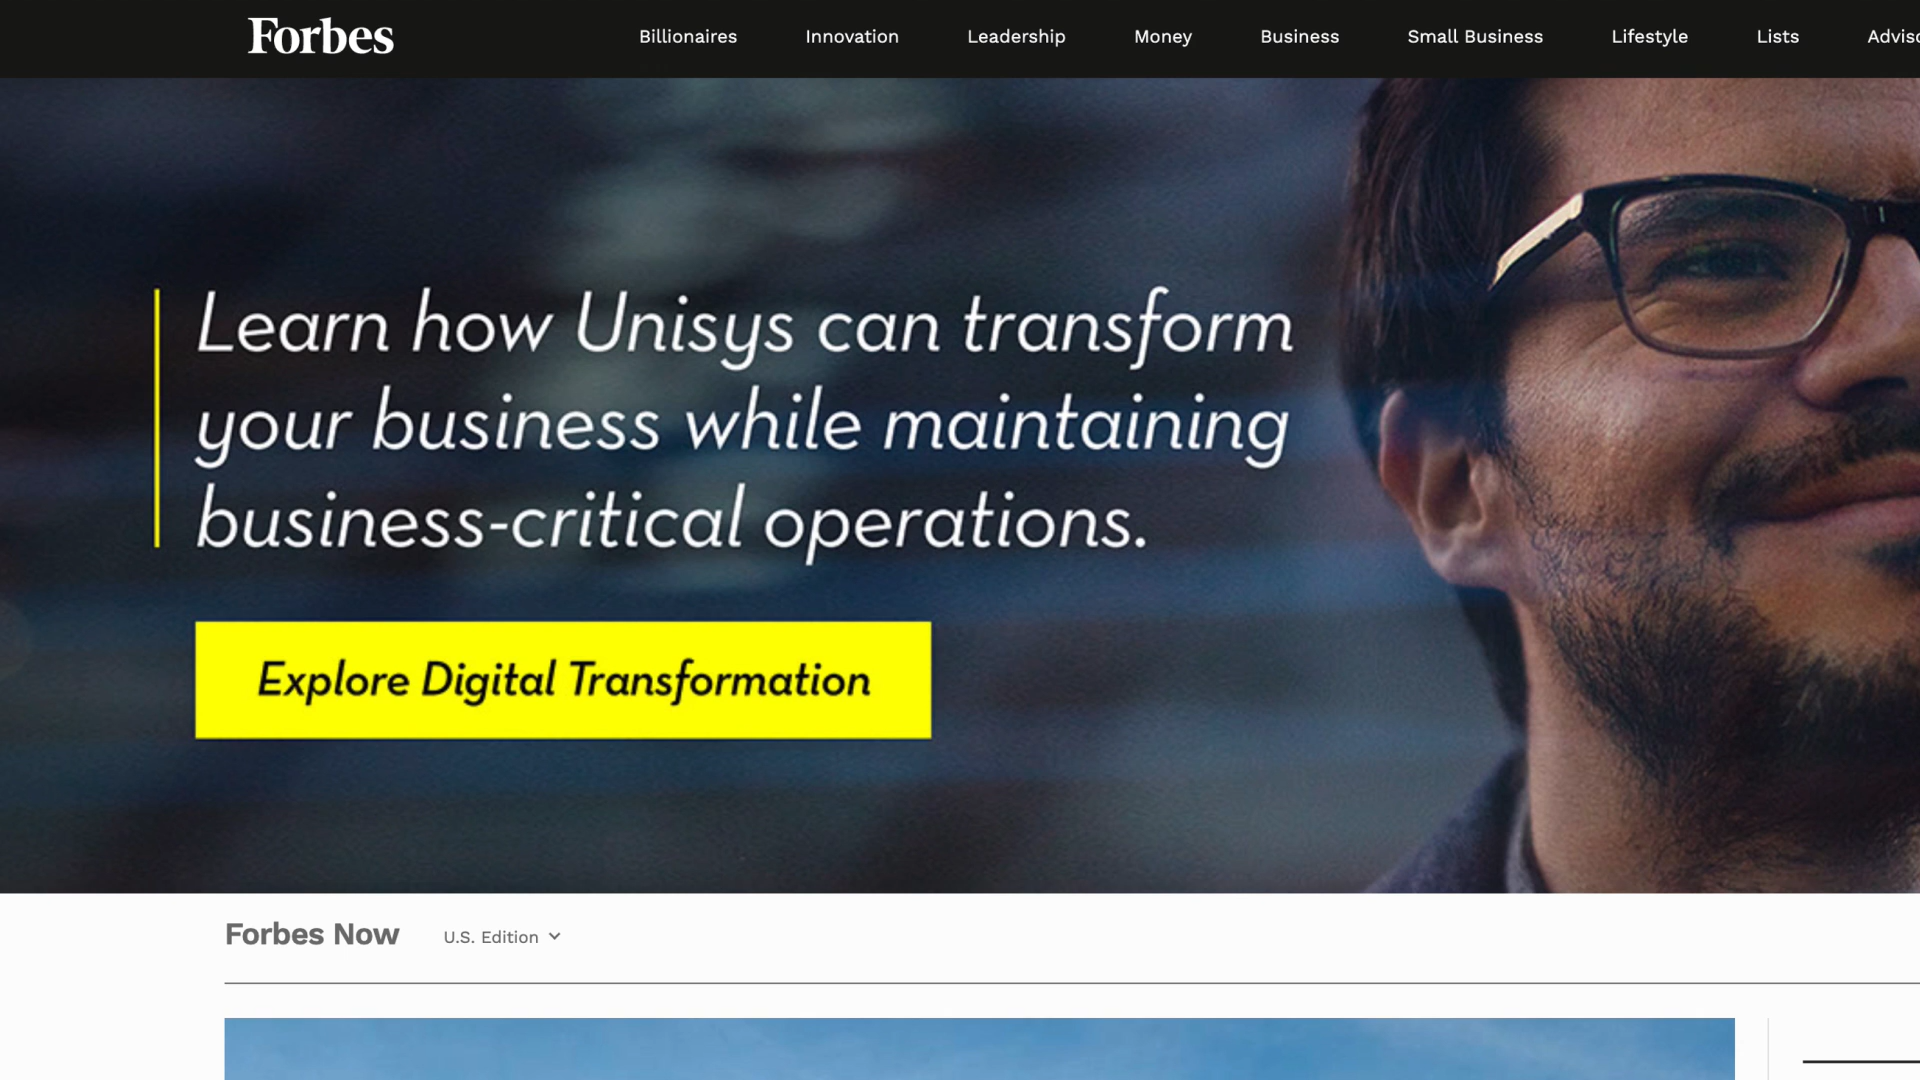 Forbes
Billionaires Innovation Leadership Money Business Small Business Lifestyle Lists
Learn how Unisys can transform
your business while maintaining
business-critical operations.
Explore Digital Transformation
Forbes Now U.S. Edition